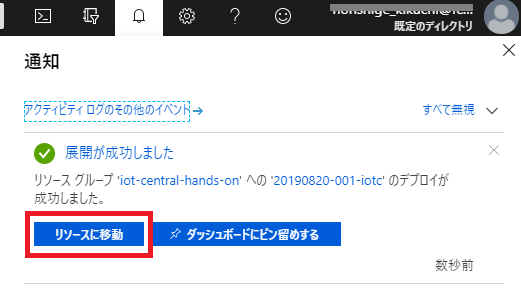 既定のディレクトリ
通知
アクティビティ ログのその他のイベント
すべて無視
展開が成功しました
リソース グループ 'iot-central-hands-on' への '20190820-001-iotc' のデプロイが
成功しました。
リソースに移動
ダッシュボードにピン留めする
数秒前